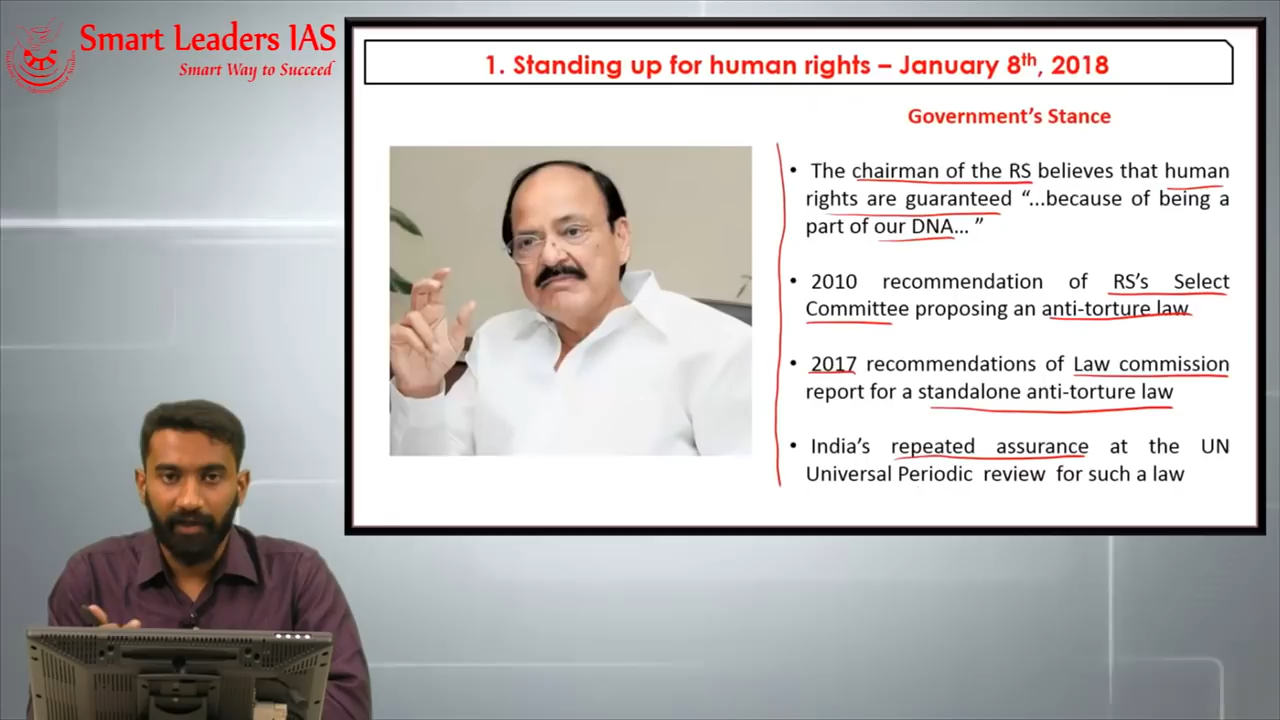 Smart Leaders IAS
Smart Way to Succeed
1. Standing up for human rights – January 8th, 2018
Government’s Stance
• The chairman of the RS believes that human
rights are guaranteed “...because of being a
part of our DNA... ”
• 2010 recommendation of RS’s Select
Committee proposing an anti-torture law
• 2017 recommendations of Law commission
report for a standalone anti-torture law
• India’s repeated assurance at the UN
Universal Periodic review for such a law